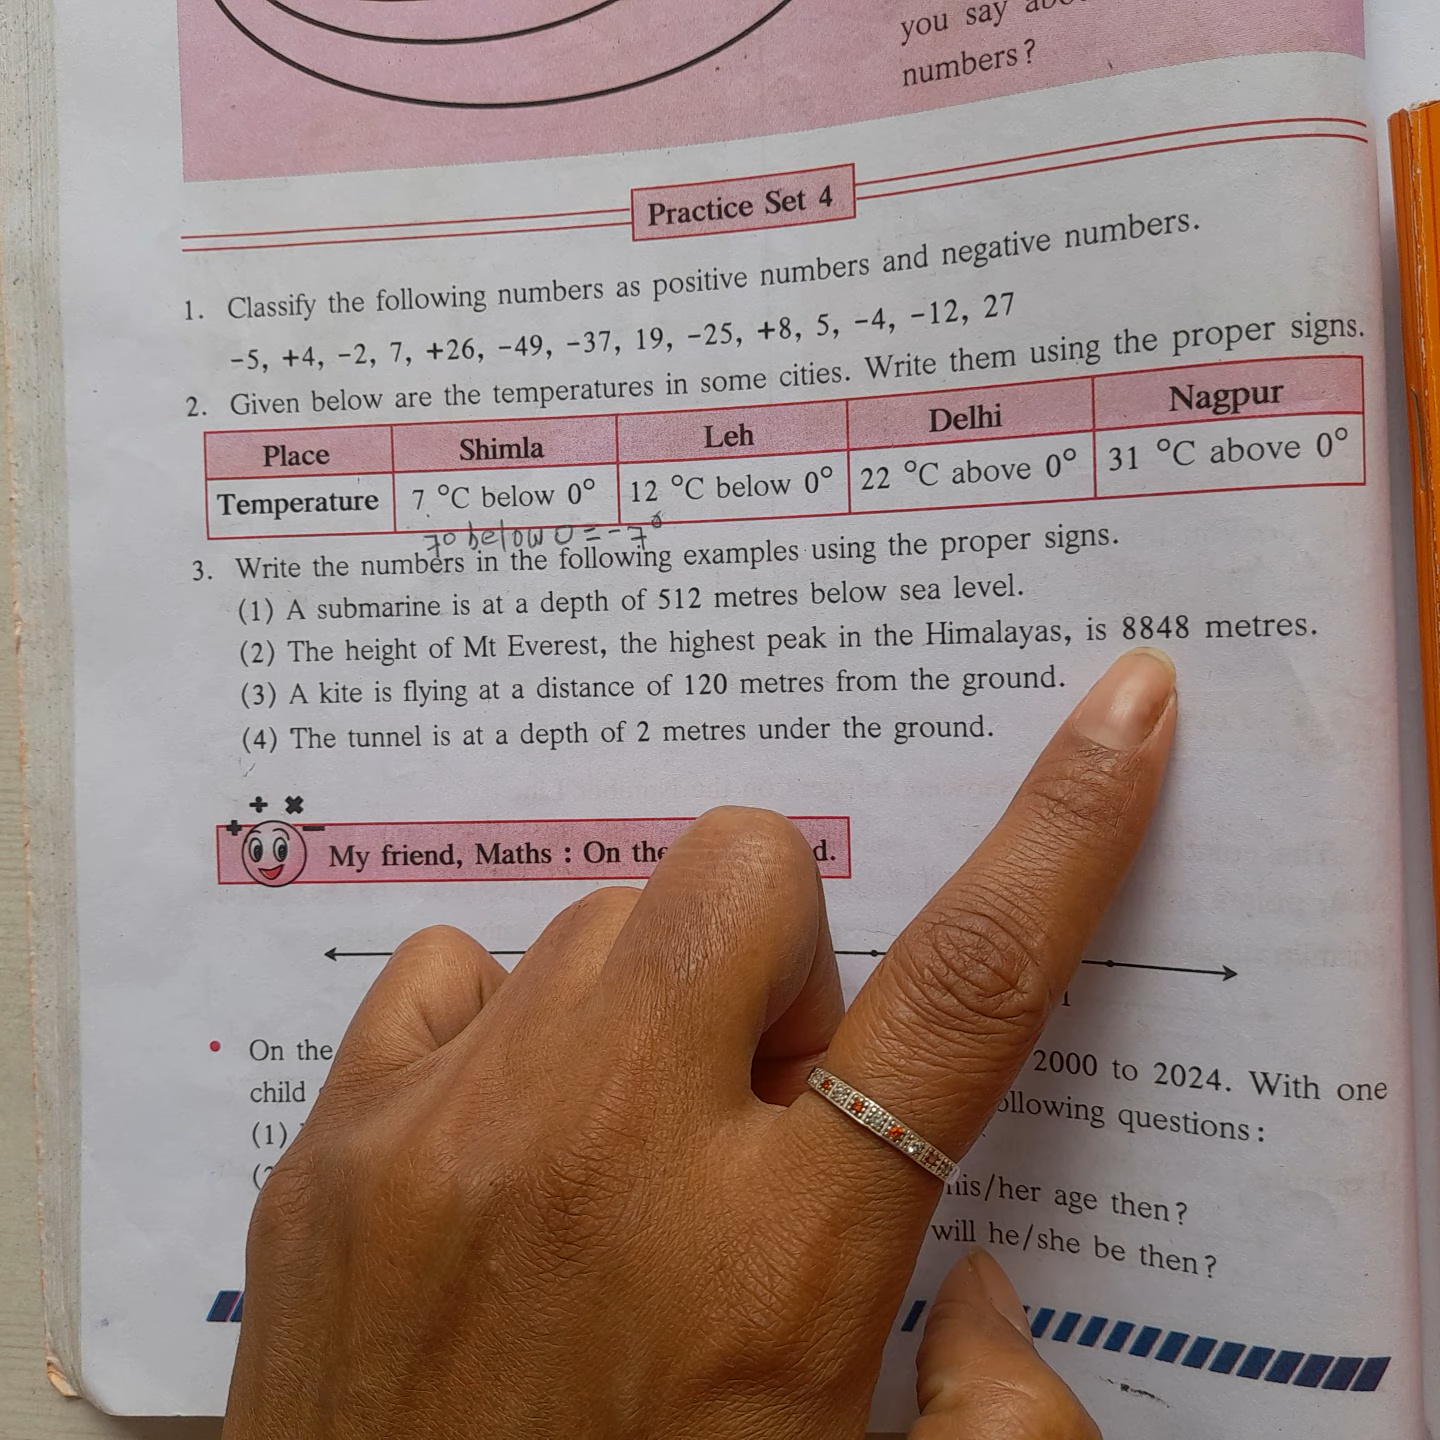 you say
numbers?
Practice Set 4
1. Classify the following numbers as positive numbers and negative numbers.
-5, +4, -2, 7, +26, -49, -37, 19, -25, +8, 5, -4, -12, 27
2. Given below are the temperatures in some cities. Write them using the proper signs.
Place Shimla Leh Delhi Nagpur
Temperature 7 °C below 0° 12 °C below 0° 22 °C above 0° 31 °C above 0°
7° below 0 = -7°
3. Write the numbers in the following examples using the proper signs.
(1) A submarine is at a depth of 512 metres below sea level.
(2) The height of Mt Everest, the highest peak in the Himalayas, is 8848 metres.
(3) A kite is flying at a distance of 120 metres from the ground.
(4) The tunnel is at a depth of 2 metres under the ground.
My friend, Maths : On the
1
• On the 2000 to 2024. With one
child questions :
(1)
his/her age then?
will he/she be then?